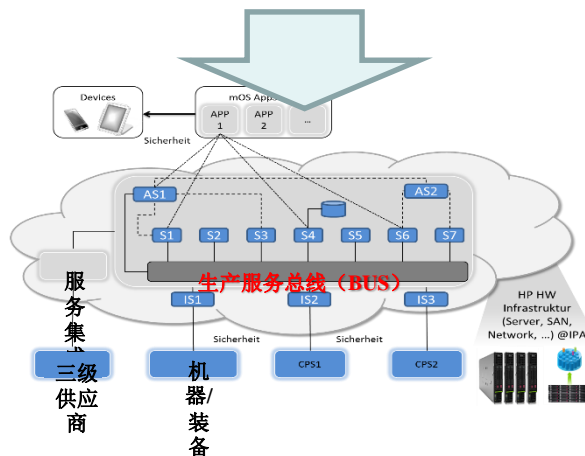 Devices
mOS Apps
APP
1
APP
2
...
Sicherheit
AS1
AS2
S1
S2
S3
S4
S5
S6
S7
生产服务总线（BUS）
IS1
IS2
IS3
服
务
集
成
Sicherheit
Sicherheit
HP HW
Infrastruktur
(Server, SAN,
Network, ...) @IPA
三级
供应
商
机
器/
装
备
CPS1
CPS2